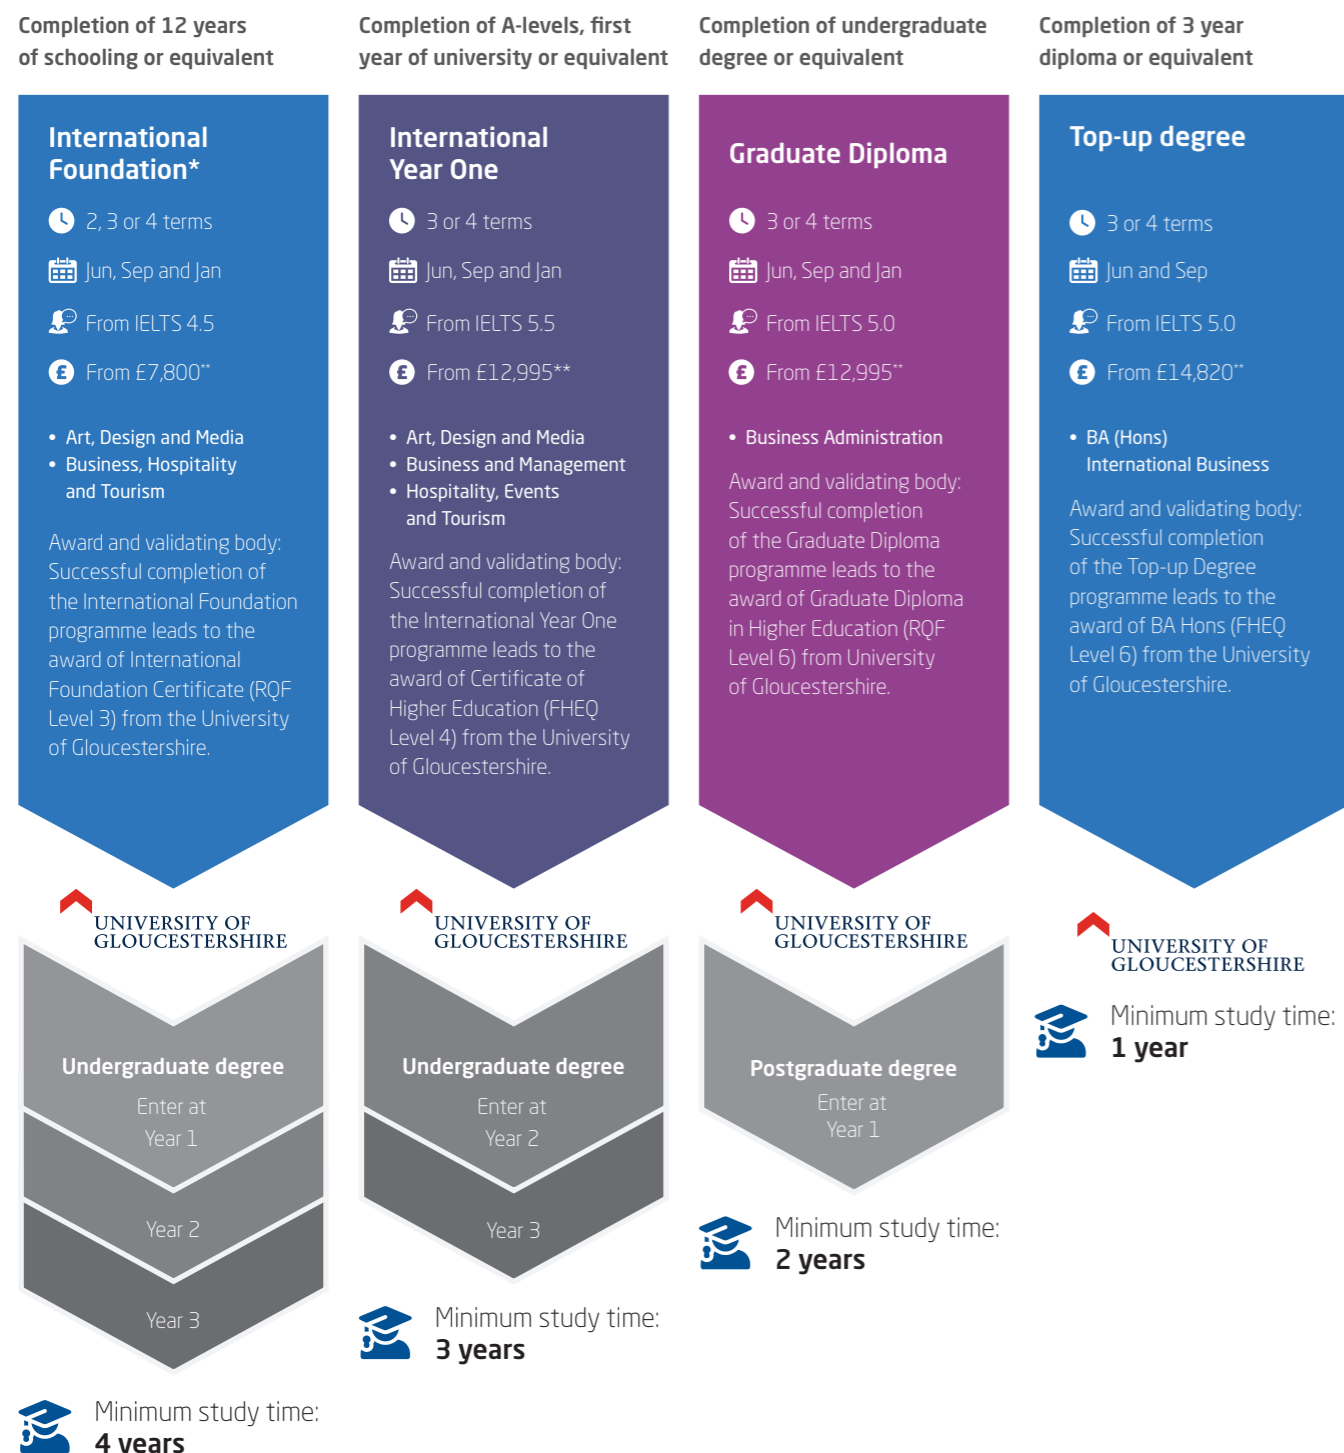 Completion of 12 years
of schooling or equivalent
International
Foundation*
2, 3 or 4 terms
Jun, Sep and Jan
From IELTS 4.5
£ From £7,800**
• Art, Design and Media
• Business, Hospitality
and Tourism
Award and validating body:
Successful completion of
the International Foundation
programme leads to the
award of International
Foundation Certificate (RQF
Level 3) from the University
of Gloucestershire.
UNIVERSITY OF
GLOUCESTERSHIRE
Undergraduate degree
Enter at
Year 1
Year 2
Year 3
Minimum study time:
4 years
Completion of A-levels, first
year of university or equivalent
International
Year One
3 or 4 terms
Jun, Sep and Jan
From IELTS 5.5
£ From £12,995**
• Art, Design and Media
• Business and Management
• Hospitality, Events
and Tourism
Award and validating body:
Successful completion of
the International Year One
programme leads to the
award of Certificate of
Higher Education (FHEQ
Level 4) from the University
of Gloucestershire.
UNIVERSITY OF
GLOUCESTERSHIRE
Undergraduate degree
Enter at
Year 2
Year 3
Minimum study time:
3 years
Completion of undergraduate
degree or equivalent
Graduate Diploma
3 or 4 terms
Jun, Sep and Jan
From IELTS 5.0
£ From £12,995**
• Business Administration
Award and validating body:
Successful completion
of the Graduate Diploma
programme leads to the
award of Graduate Diploma
in Higher Education (RQF
Level 6) from University
of Gloucestershire.
UNIVERSITY OF
GLOUCESTERSHIRE
Postgraduate degree
Enter at
Year 1
Minimum study time:
2 years
Completion of 3 year
diploma or equivalent
Top-up degree
3 or 4 terms
Jun and Sep
From IELTS 5.0
£ From £14,820**
• BA (Hons)
International Business
Award and validating body:
Successful completion
of the Top-up Degree
programme leads to the
award of BA Hons (FHEQ
Level 6) from the University
of Gloucestershire.
UNIVERSITY OF
GLOUCESTERSHIRE
Minimum study time:
1 year